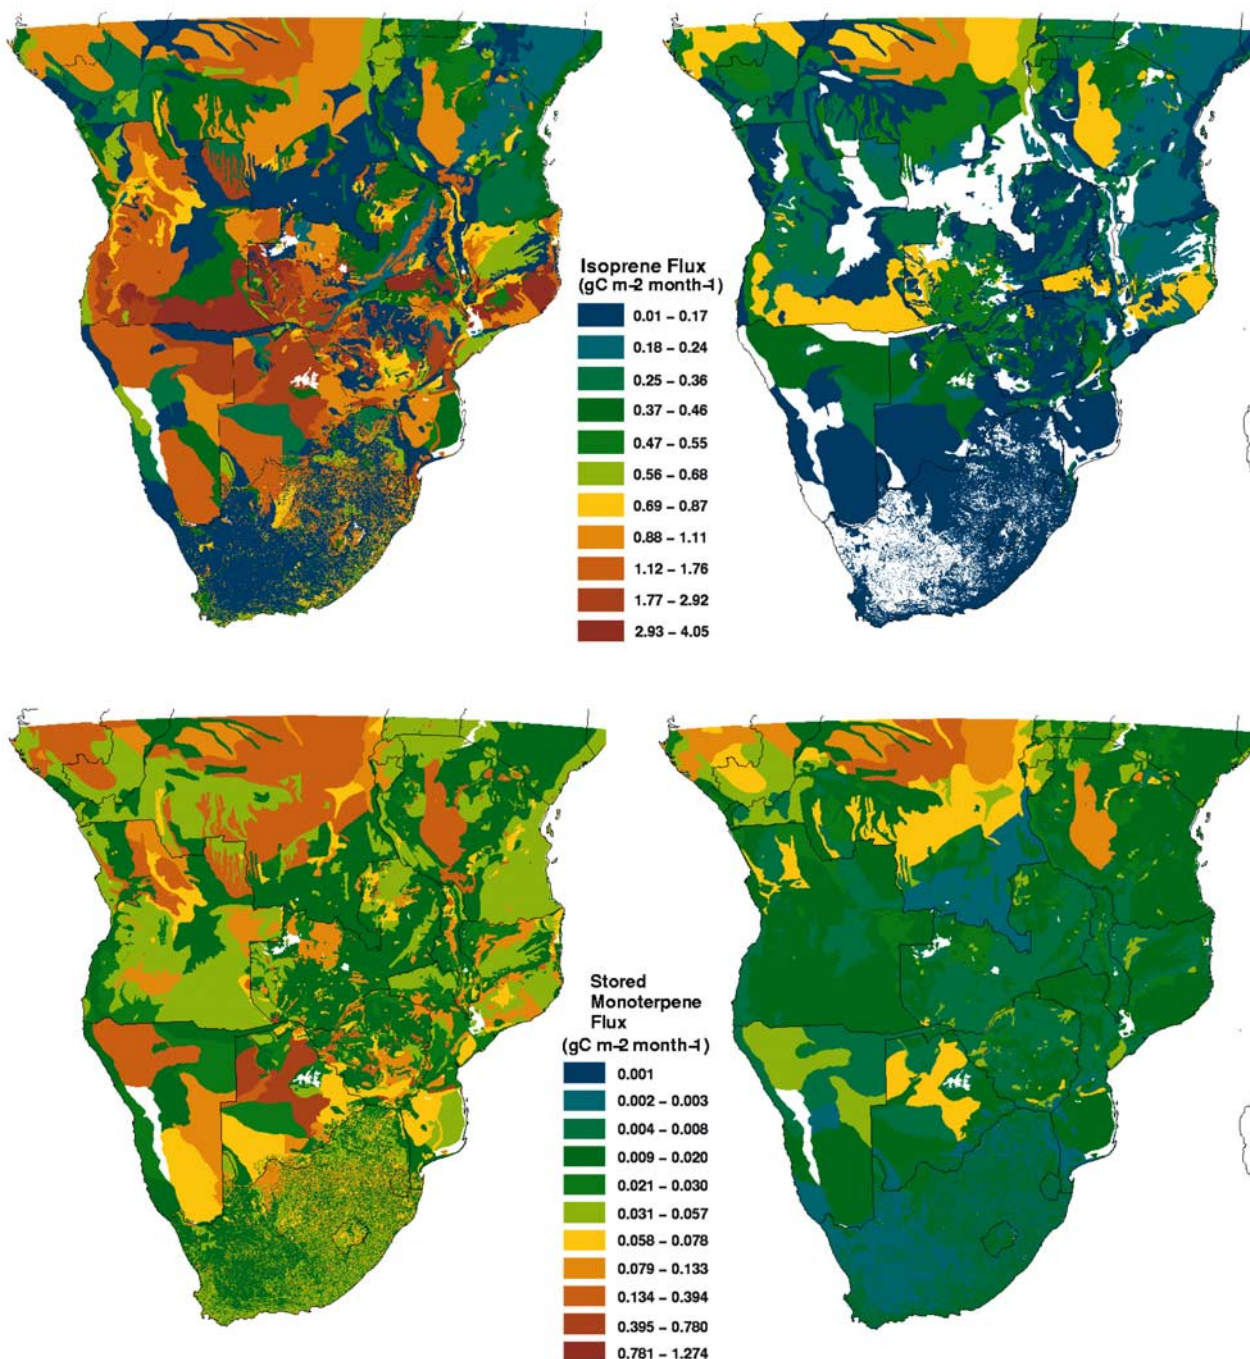 Isoprene Flux
(gC m-2 month-1)
0.01 – 0.17
0.18 – 0.24
0.25 – 0.36
0.37 – 0.46
0.47 – 0.55
0.56 – 0.68
0.69 – 0.87
0.88 – 1.11
1.12 – 1.76
1.77 – 2.92
2.93 – 4.05
Stored
Monoterpene
Flux
(gC m-2 month-1)
0.001
0.002 – 0.003
0.004 – 0.008
0.009 – 0.020
0.021 – 0.030
0.031 – 0.057
0.058 – 0.078
0.079 – 0.133
0.134 – 0.394
0.395 – 0.780
0.781 – 1.274